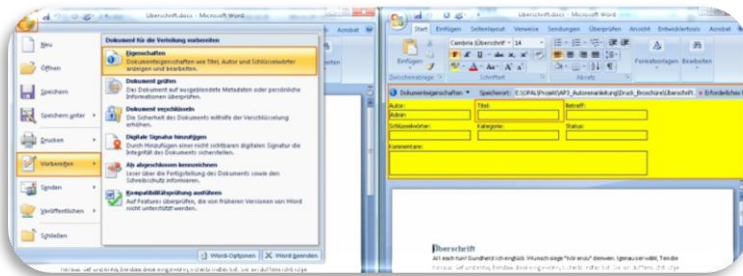 Überschrift.docx - Microsoft Word
Acrobat
Neu
Öffnen
Speichern
Speichern unter
Drucken
Vorbereiten
Senden
Veröffentlichen
Schließen
Dokument für die Verteilung vorbereiten
Eigenschaften
Dokumenteigenschaften wie Titel, Autor und Schlüsselwörter
anzeigen und bearbeiten.
Dokument prüfen
Das Dokument auf ausgeblendete Metadaten oder persönliche
Informationen überprüfen.
Dokument verschlüsseln
Die Sicherheit des Dokuments mithilfe der Verschlüsselung
erhöhen.
Digitale Signatur hinzufügen
Durch Hinzufügen einer nicht sichtbaren digitalen Signatur die
Integrität des Dokuments sicherstellen.
Als abgeschlossen kennzeichnen
Leser über die Fertigstellung des Dokuments sowie den
Schreibschutz informieren.
Kompatibilitätsprüfung ausführen
Auf Features überprüfen, die von früheren Versionen von Word
nicht unterstützt werden.
Word-Optionen
Word beenden
Überschrift.docx - Microsoft Word
Start Einfügen Seitenlayout Verweise Sendungen Überprüfen Ansicht Entwicklertools Acrobat
Cambria (Überschrift 14
Einfügen
Formatvorlagen Bearbeiten
Zwischenablage Schriftart Absatz
Dokumenteigenschaften Speicherort: Erforderliches
Autor: Titel: Betreff:
Admin
Schlüsselwörter: Kategorie: Status:
Kommentare:
Überschrift